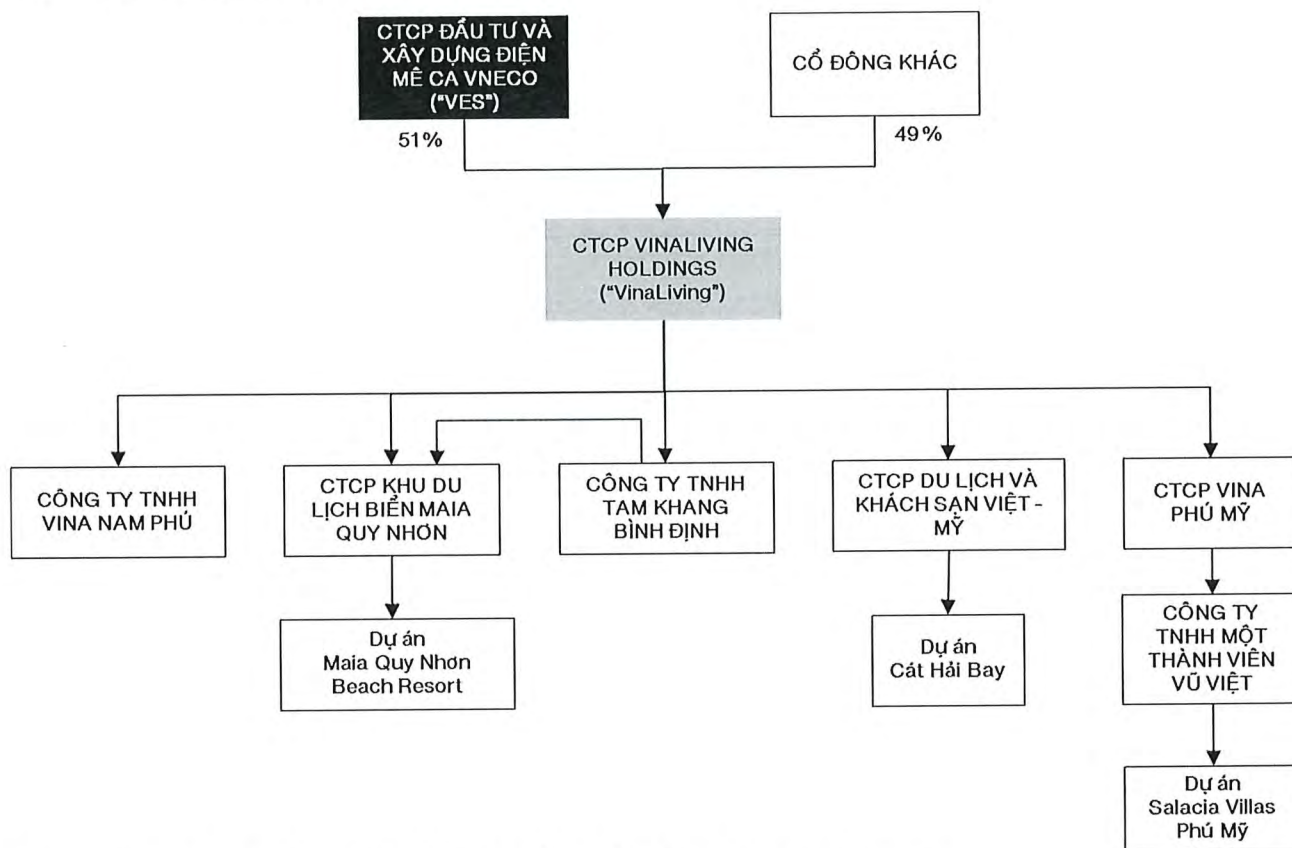 CTCP ĐẦU TƯ VÀ
XÂY DỰNG ĐIỆN
MÊ CA VNECO
("VES")
CỔ ĐÔNG KHÁC
51%
49%
CTCP VINALIVING
HOLDINGS
("VinaLiving")
CÔNG TY TNHH
VINA NAM PHÚ
CTCP KHU DU
LỊCH BIỂN MAIA
QUY NHƠN
CÔNG TY TNHH
TAM KHANG
BÌNH ĐỊNH
CTCP DU LỊCH VÀ
KHÁCH SẠN VIỆT -
MỸ
CTCP VINA
PHÚ MỸ
Dự án
Maia Quy Nhơn
Beach Resort
Dự án
Cát Hải Bay
CÔNG TY
TNHH MỘT
THÀNH VIÊN
VŨ VIỆT
Dự án
Salacia Villas
Phú Mỹ